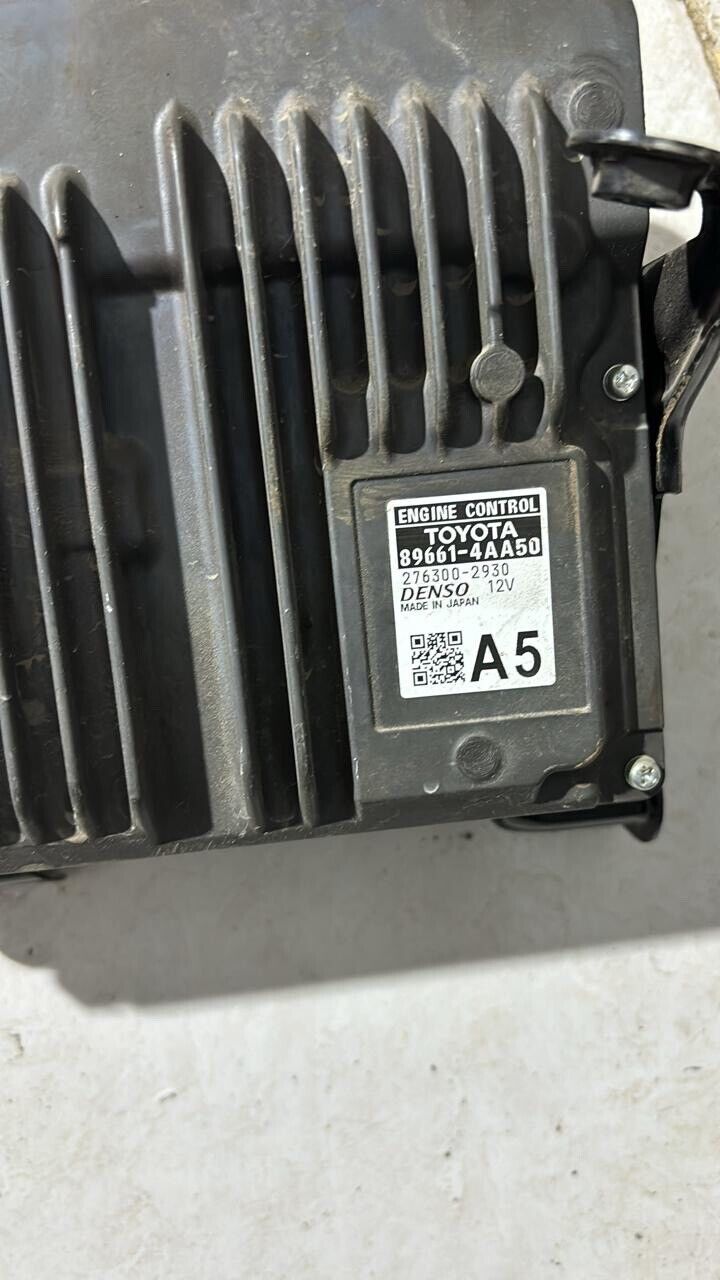 ENGINE CONTROL
TOYOTA
89661-4AA50
276300-2930
DENSO 12V
MADE IN JAPAN
A5